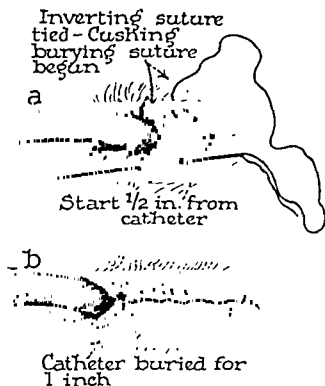 Inverting suture
tied-Cushing
burying suture
begun
a
Start 1/2 in. from
catheter
b
Catheter buried for
1 inch